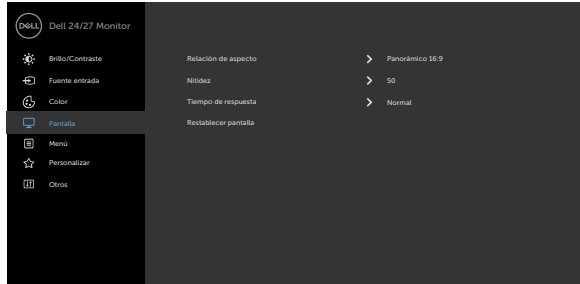 DELL Dell 24/27 Monitor
Brillo/Contraste
Relación de aspecto Panorámico 16:9
Fuente entrada
Nitidez 50
Color
Tiempo de respuesta Normal
Pantalla
Restablecer pantalla
Menú
Personalizar
Otros